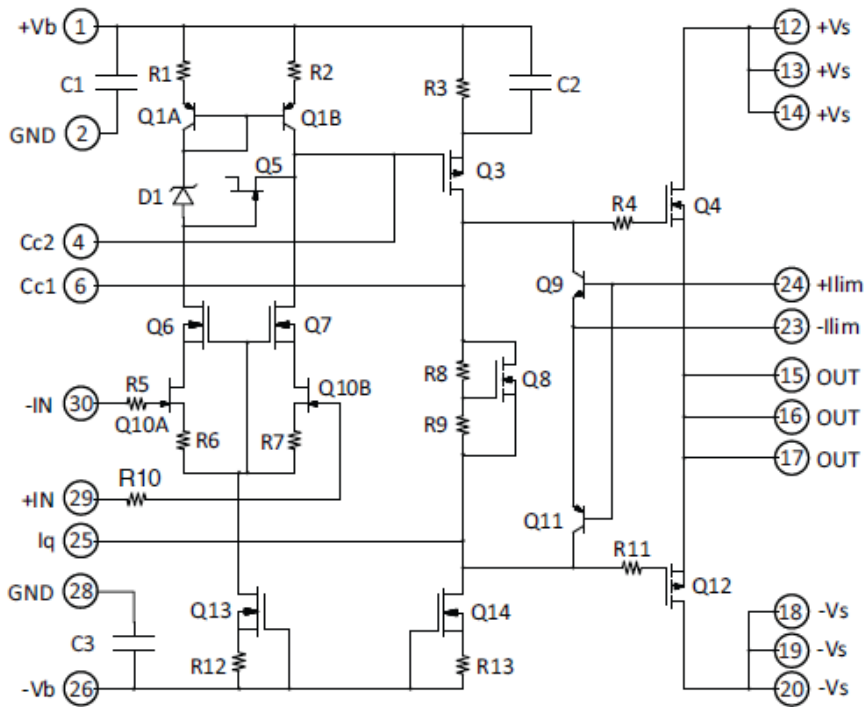 +Vb 1
12 +Vs
R1
R2
R3
C1
C2
13 +Vs
14 +Vs
Q1A
Q1B
GND 2
Q5
Q3
D1
R4
Q4
Cc2 4
Cc1 6
Q9
24 +Ilim
23 -Ilim
Q6
Q7
R8
Q8
15 OUT
R5
-IN 30
Q10B
Q10A
R9
16 OUT
R6
R7
17 OUT
R10
+IN 29
Iq 25
Q11
R11
GND 28
Q13
Q14
Q12
18 -Vs
C3
19 -Vs
R12
R13
-Vb 26
20 -Vs